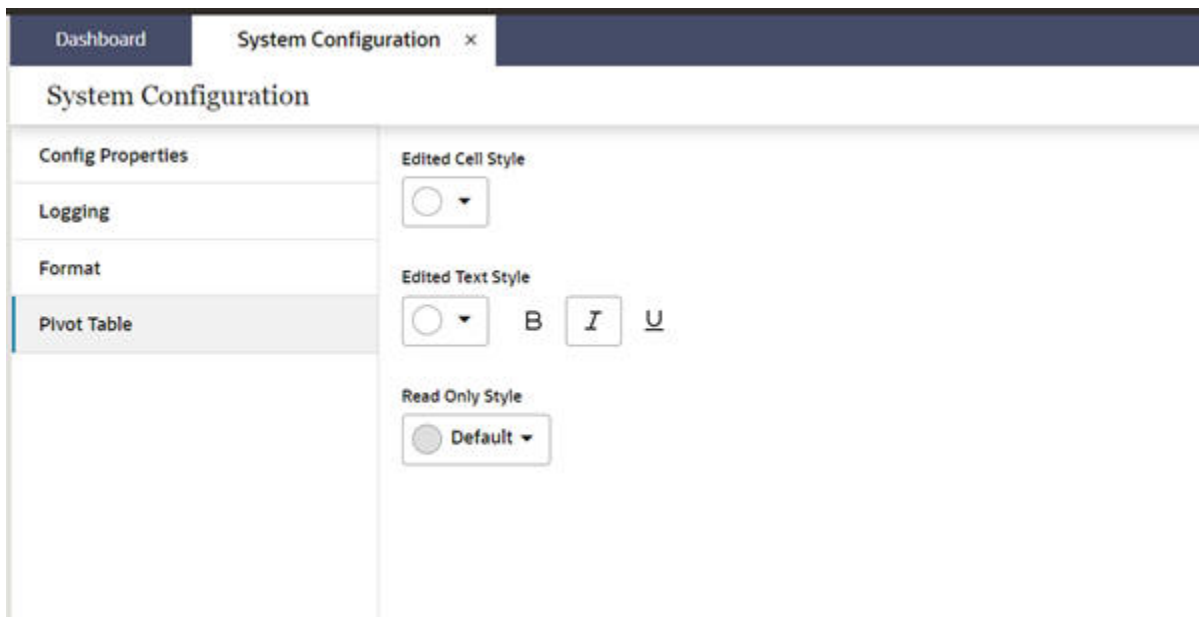 Dashboard
System Configuration ×
System Configuration
Config Properties
Logging
Format
Pivot Table
Edited Cell Style
Edited Text Style
B I U
Read Only Style
Default